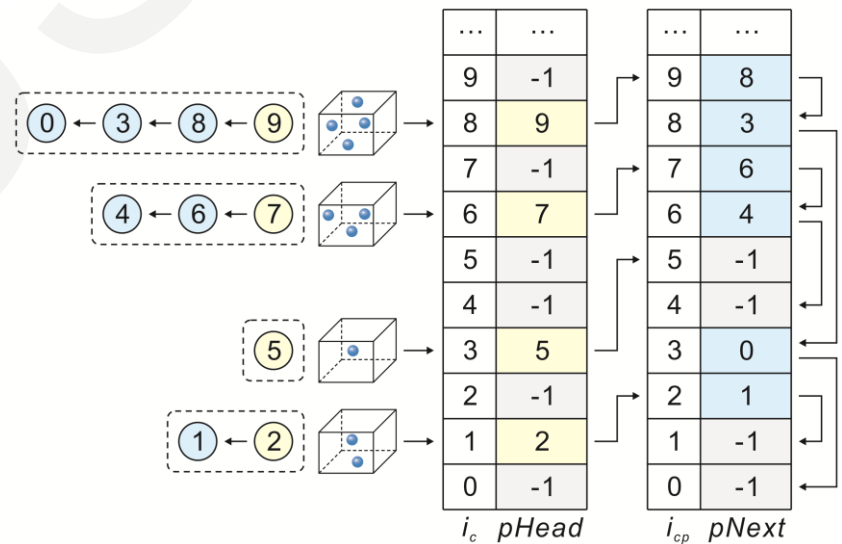 ... ... ... ...
9 -1 9 8
0 3 8 9 8 9 8 3
7 -1 7 6
4 6 7 6 7 6 4
5 -1 5 -1
4 -1 4 -1
5 3 5 3 0
2 -1 2 1
1 2 1 2 1 -1
0 -1 0 -1
ic pHead icp pNext